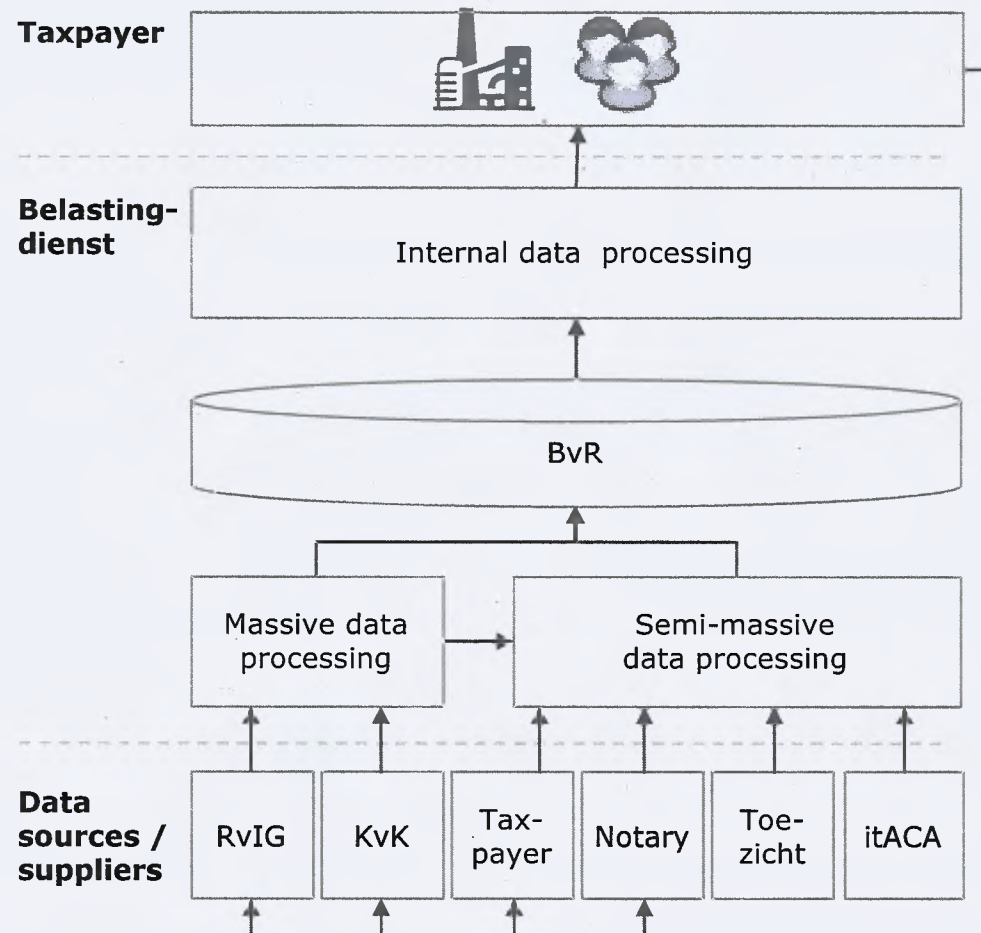 Taxpayer
Belasting-
dienst
Internal data processing
BvR
Massive data
processing
Semi-massive
data processing
Data
sources /
suppliers
RvIG
KvK
Tax-
payer
Notary
Toe-
zicht
itACA